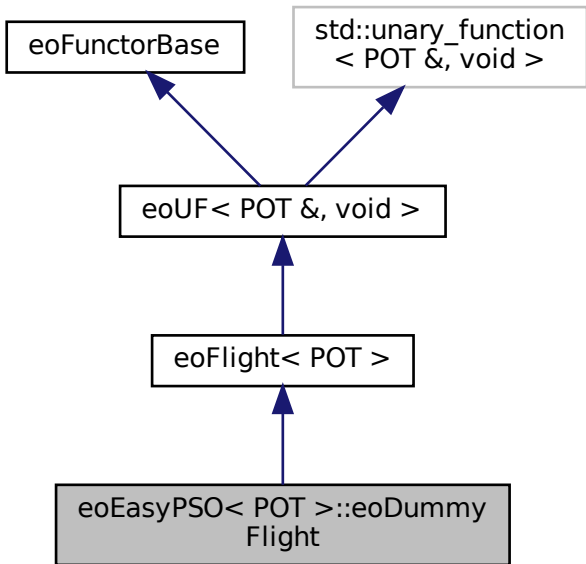 eoFunctorBase
std::unary_function
< POT &, void >
eoUF< POT &, void >
eoFlight< POT >
eoEasyPSO< POT >::eoDummy
Flight